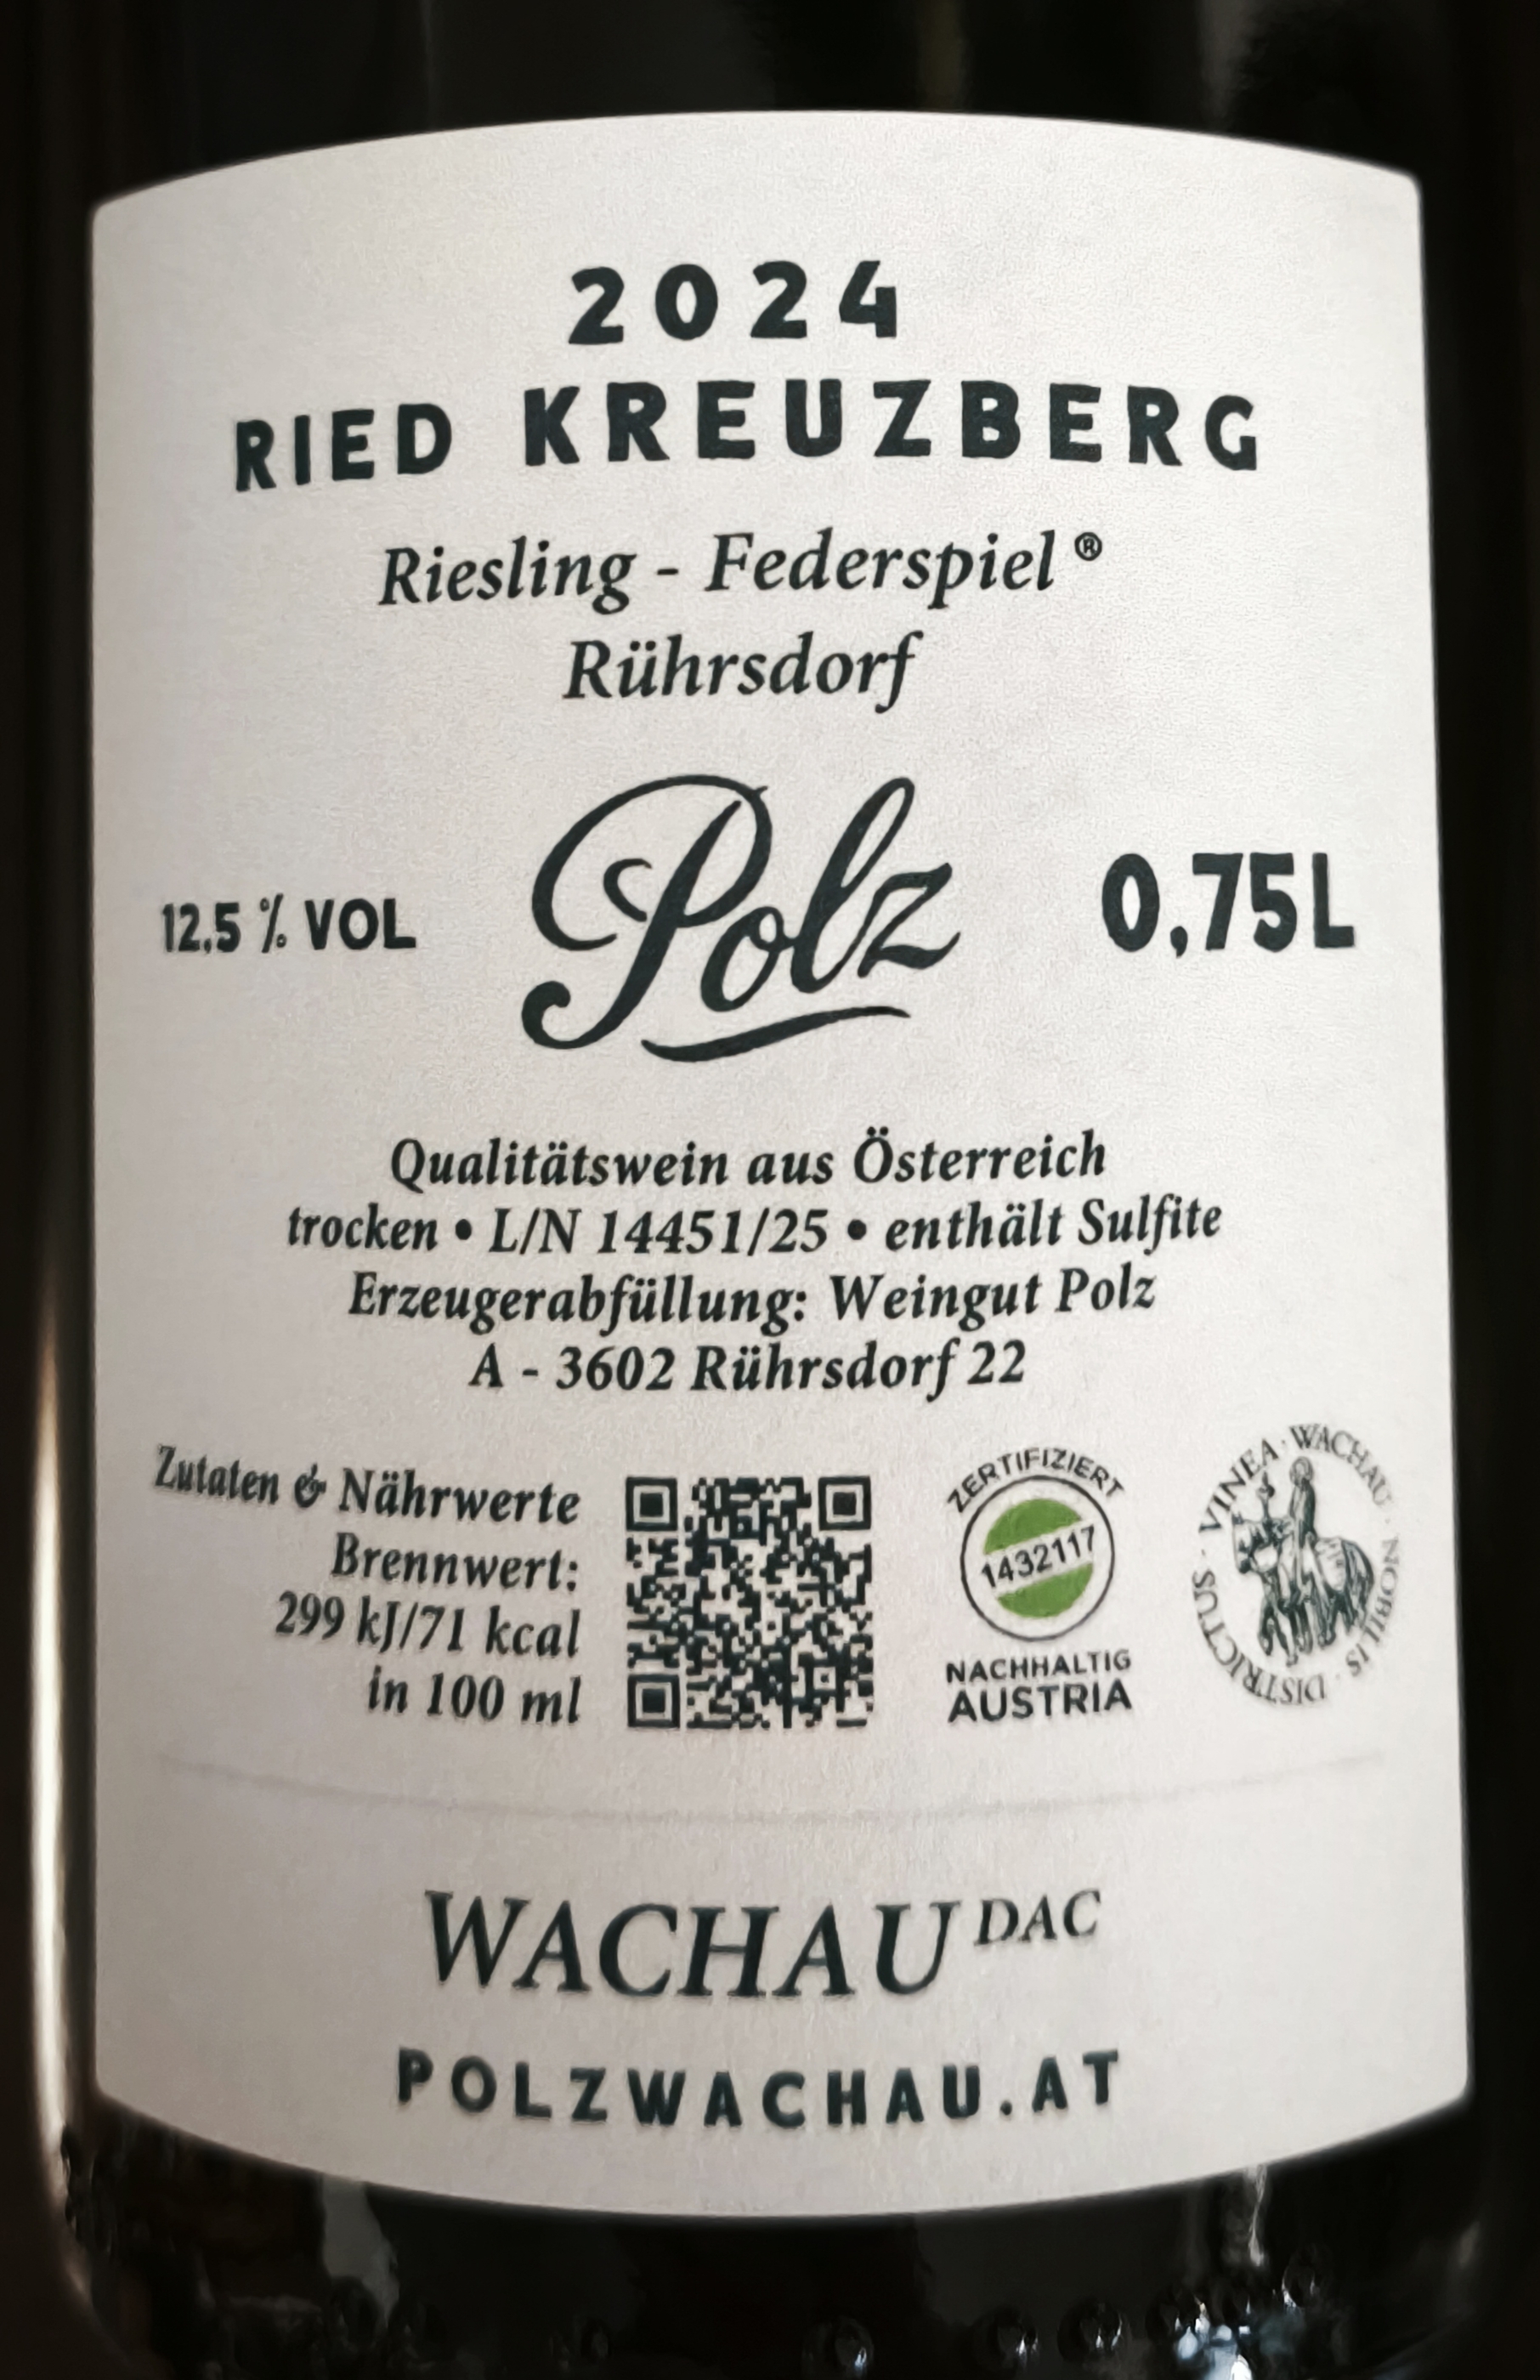 2024
RIED KREUZBERG
Riesling - Federspiel®
Rührsdorf
12,5 % VOL
Polz
0,75L
Qualitätswein aus Österreich
trocken • L/N 14451/25 • enthält Sulfite
Erzeugerabfüllung: Weingut Polz
A - 3602 Rührsdorf 22
Zutaten & Nährwerte
Brennwert:
299 kJ/71 kcal
in 100 ml
ZERTIFIZIERT
1432117
NACHHALTIG
AUSTRIA
VINEA · WACHAU · NOBILIS · DISTRICTUS ·
WACHAU DAC
POLZWACHAU.AT